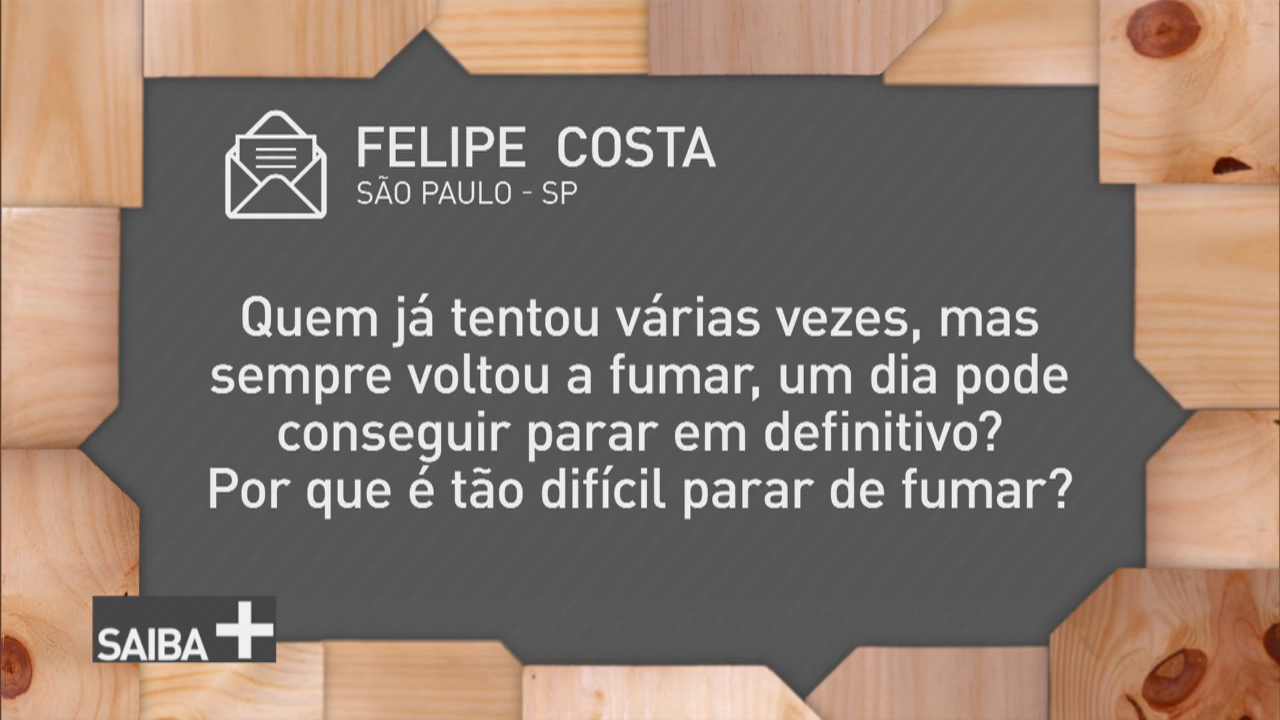 FELIPE COSTA
SÃO PAULO - SP
Quem já tentou várias vezes, mas
sempre voltou a fumar, um dia pode
conseguir parar em definitivo?
Por que é tão difícil parar de fumar?
SAIBA +